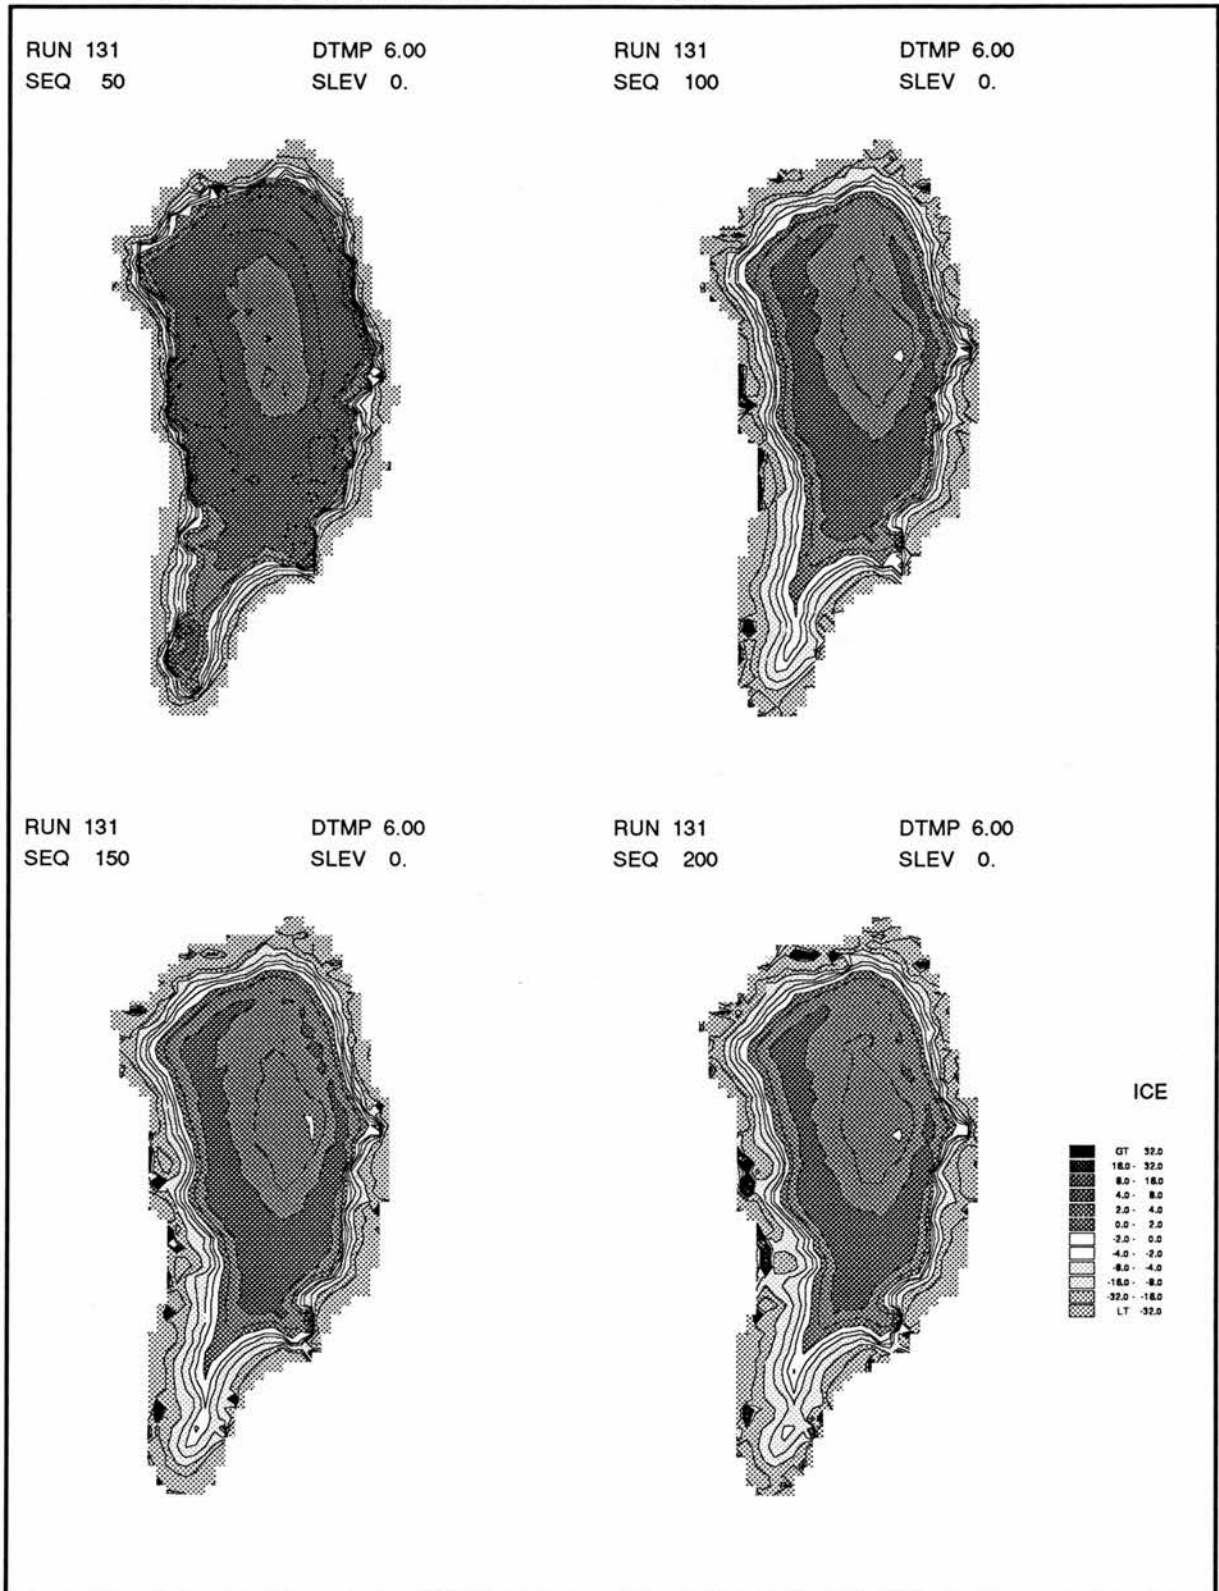 RUN 131 DTMP 6.00
SEQ 50 SLEV 0.
RUN 131 DTMP 6.00
SEQ 100 SLEV 0.
RUN 131 DTMP 6.00
SEQ 150 SLEV 0.
RUN 131 DTMP 6.00
SEQ 200 SLEV 0.
ICE
GT 32.0
16.0 - 32.0
8.0 - 16.0
4.0 - 8.0
2.0 - 4.0
0.0 - 2.0
-2.0 - 0.0
-4.0 - -2.0
-8.0 - -4.0
-16.0 - -8.0
-32.0 - -16.0
LT -32.0